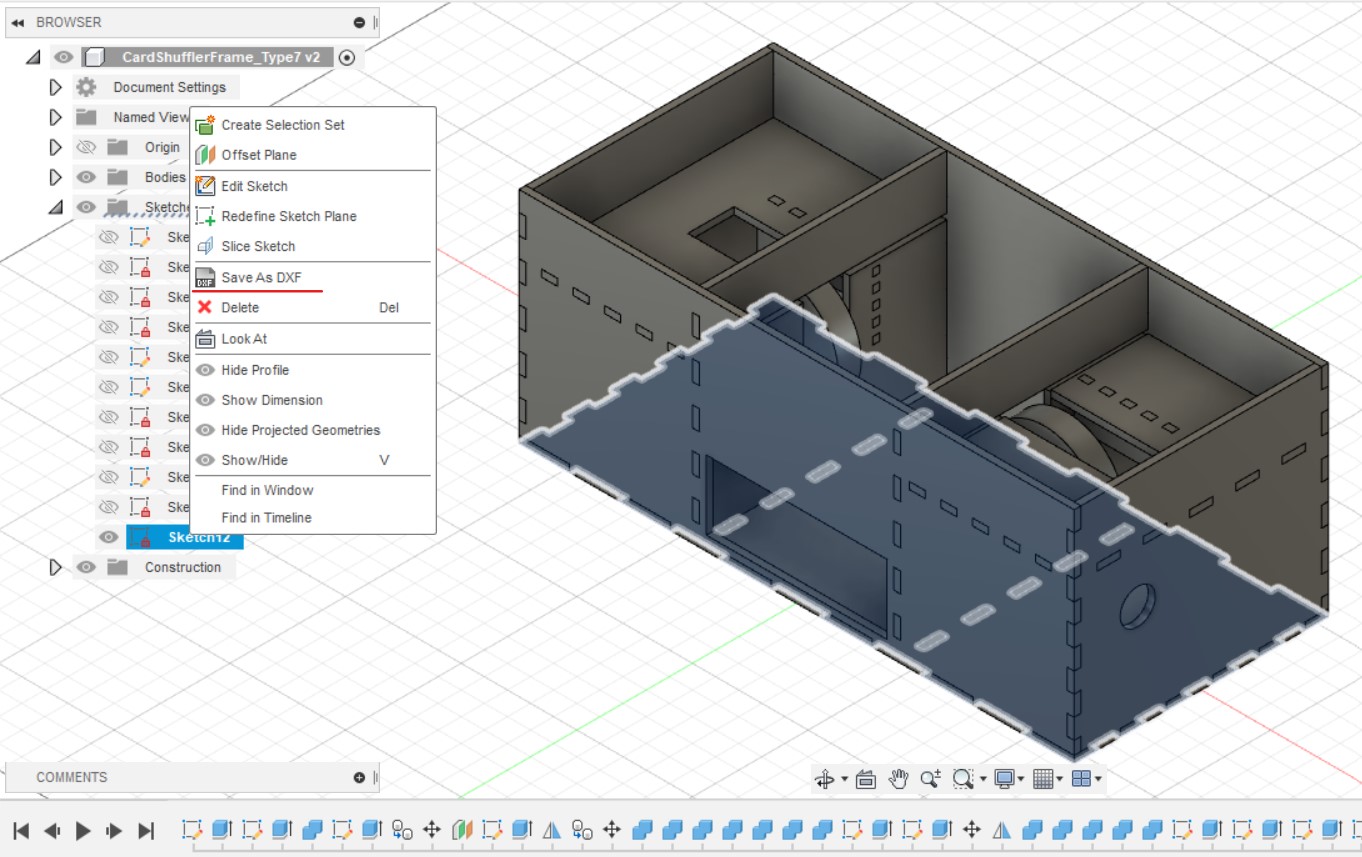 BROWSER
CardShufflerFrame_Type7 v2
Document Settings
Named View
Origin
Bodies
Sketche
Ske
Ske
Ske
Ske
Ske
Ske
Ske
Ske
Ske
Ske
Sketch12
Construction
Create Selection Set
Offset Plane
Edit Sketch
Redefine Sketch Plane
Slice Sketch
DXF Save As DXF
Delete Del
Look At
Hide Profile
Show Dimension
Hide Projected Geometries
Show/Hide V
Find in Window
Find in Timeline
COMMENTS